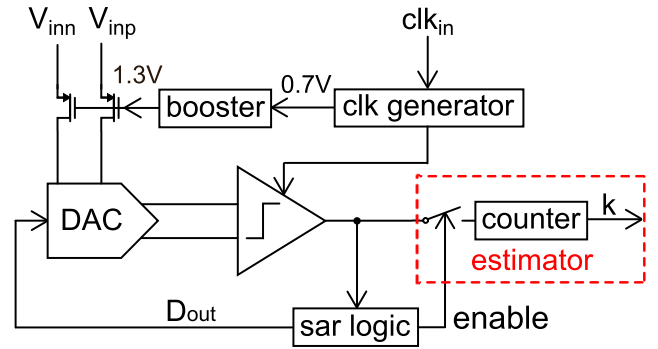 Vinn Vinp clkin
1.3V 0.7V
booster clk generator
DAC counter k
estimator
Dout sar logic enable